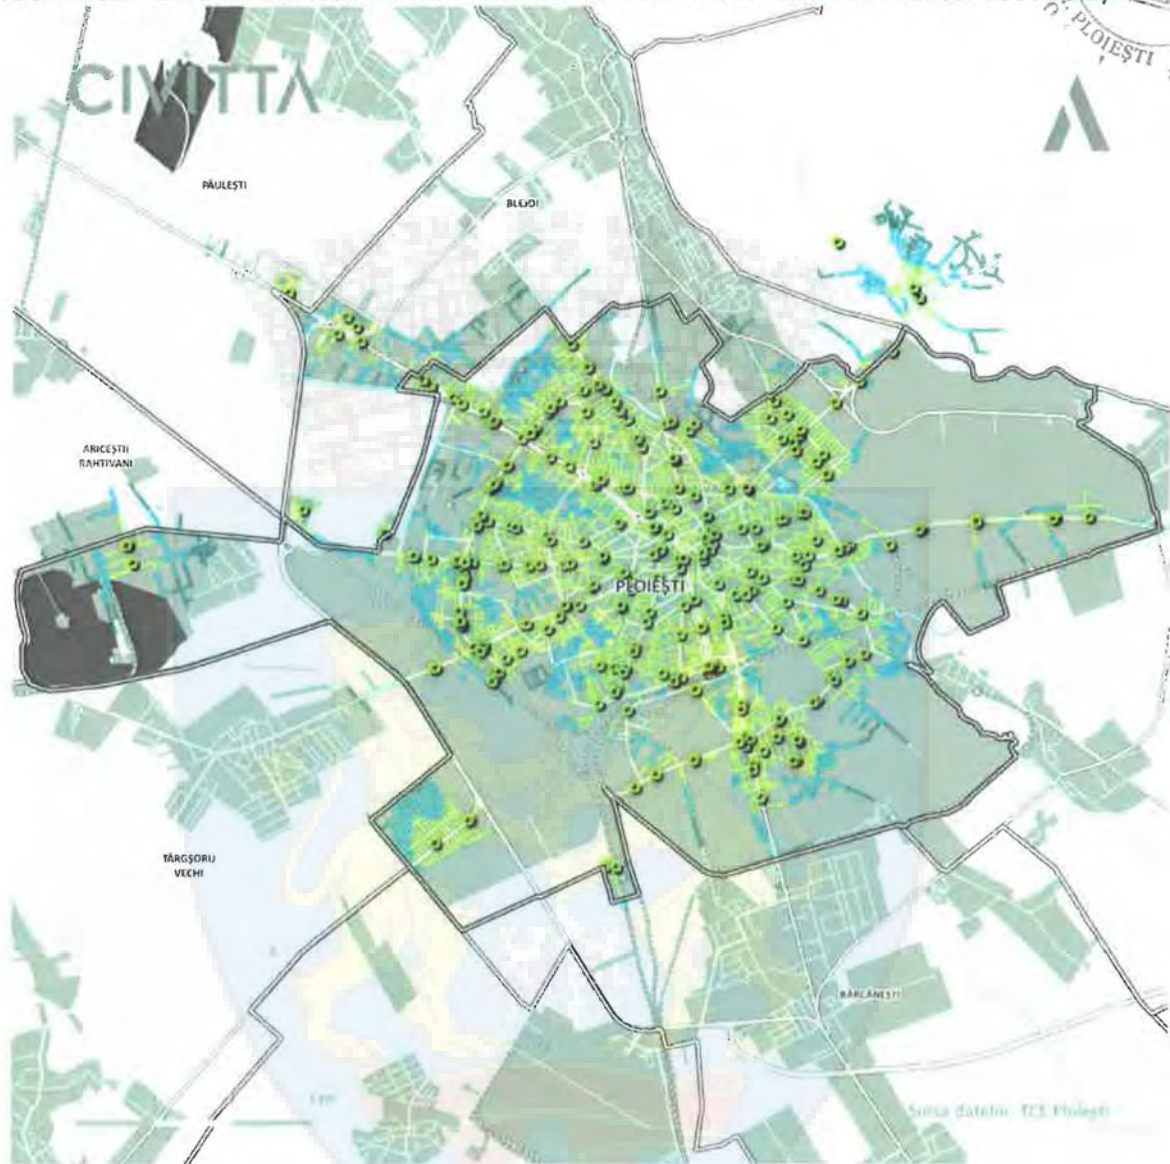 PLOIEȘTI
CIVITTA
PĂULEȘTI
BLEJOI
ARICEȘTII
RAHTIVANI
PLOIEȘTI
TÂRGȘORU
VECHI
BĂRCĂNEȘTI
Sursa datelor: TCE Ploiești